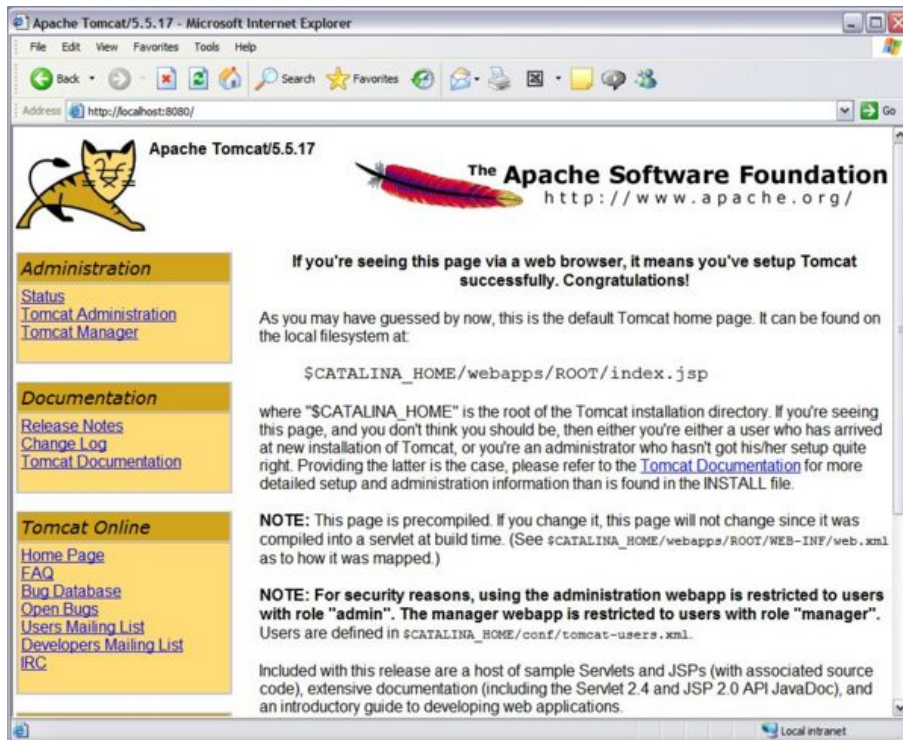 Apache Tomcat/5.5.17 - Microsoft Internet Explorer
File Edit View Favorites Tools Help
Back Search Favorites
Address http://localhost:8080/ Go
Apache Tomcat/5.5.17
The Apache Software Foundation
http://www.apache.org/
Administration
Status
Tomcat Administration
Tomcat Manager
Documentation
Release Notes
Change Log
Tomcat Documentation
Tomcat Online
Home Page
FAQ
Bug Database
Open Bugs
Users Mailing List
Developers Mailing List
IRC
If you're seeing this page via a web browser, it means you've setup Tomcat
successfully. Congratulations!
As you may have guessed by now, this is the default Tomcat home page. It can be found on
the local filesystem at:
$CATALINA_HOME/webapps/ROOT/index.jsp
where "$CATALINA_HOME" is the root of the Tomcat installation directory. If you're seeing
this page, and you don't think you should be, then either you're either a user who has arrived
at new installation of Tomcat, or you're an administrator who hasn't got his/her setup quite
right. Providing the latter is the case, please refer to the Tomcat Documentation for more
detailed setup and administration information than is found in the INSTALL file.
NOTE: This page is precompiled. If you change it, this page will not change since it was
compiled into a servlet at build time. (See $CATALINA_HOME/webapps/ROOT/WEB-INF/web.xml
as to how it was mapped.)
NOTE: For security reasons, using the administration webapp is restricted to users
with role "admin". The manager webapp is restricted to users with role "manager".
Users are defined in $CATALINA_HOME/conf/tomcat-users.xml.
Included with this release are a host of sample Servlets and JSPs (with associated source
code), extensive documentation (including the Servlet 2.4 and JSP 2.0 API JavaDoc), and
an introductory guide to developing web applications.
Local intranet